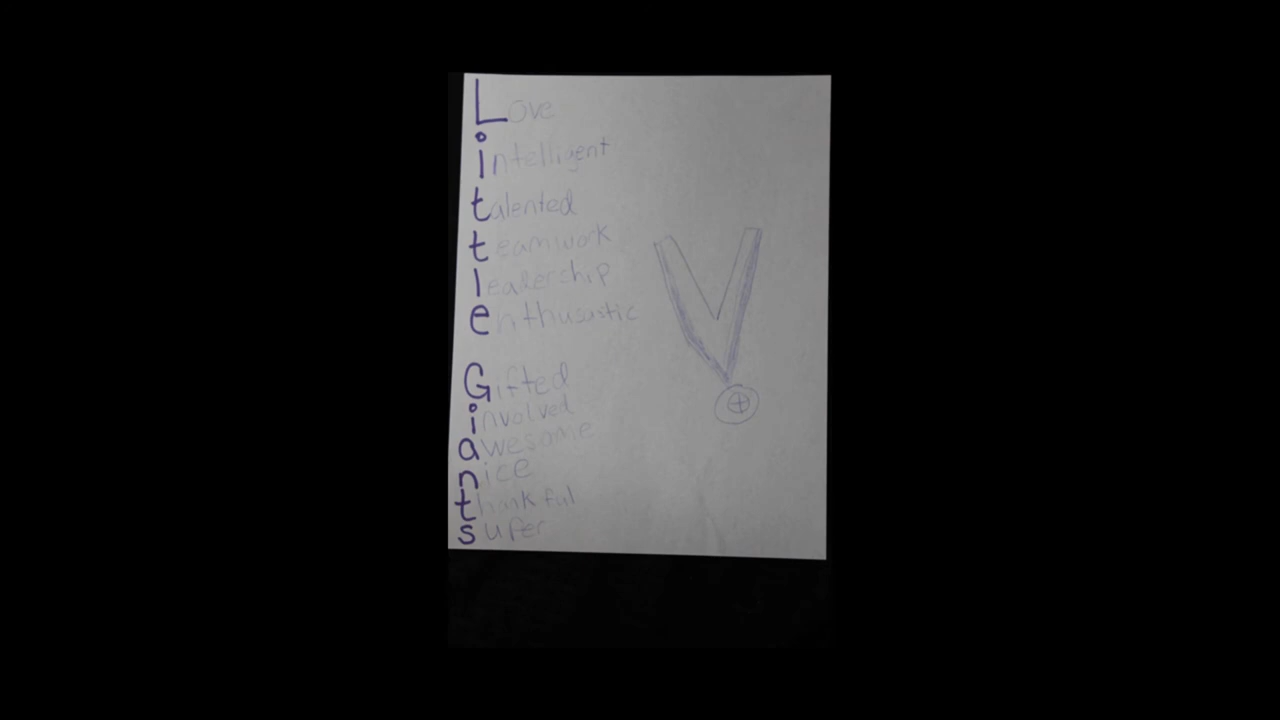 Love
intelligent
talented
teamwork
leadership
enthusastic
Gifted
involved
awesome
nice
thankful
super